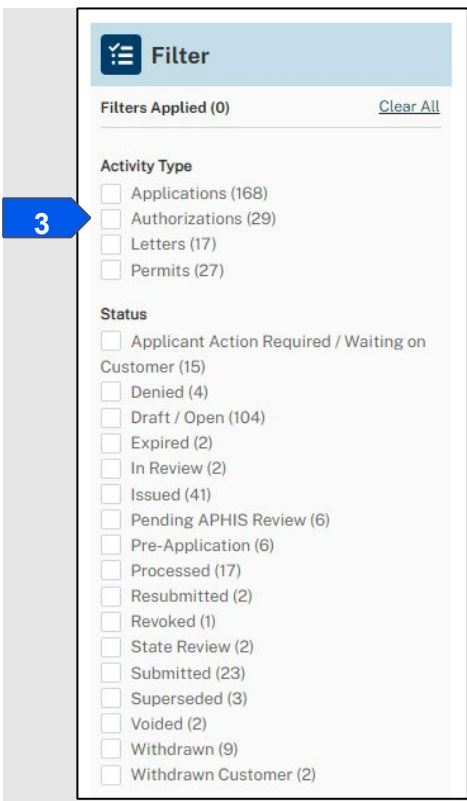 Filter
Filters Applied (0) Clear All
Activity Type
Applications (168)
3
Authorizations (29)
Letters (17)
Permits (27)
Status
Applicant Action Required / Waiting on
Customer (15)
Denied (4)
Draft / Open (104)
Expired (2)
In Review (2)
Issued (41)
Pending APHIS Review (6)
Pre-Application (6)
Processed (17)
Resubmitted (2)
Revoked (1)
State Review (2)
Submitted (23)
Superseded (3)
Voided (2)
Withdrawn (9)
Withdrawn Customer (2)